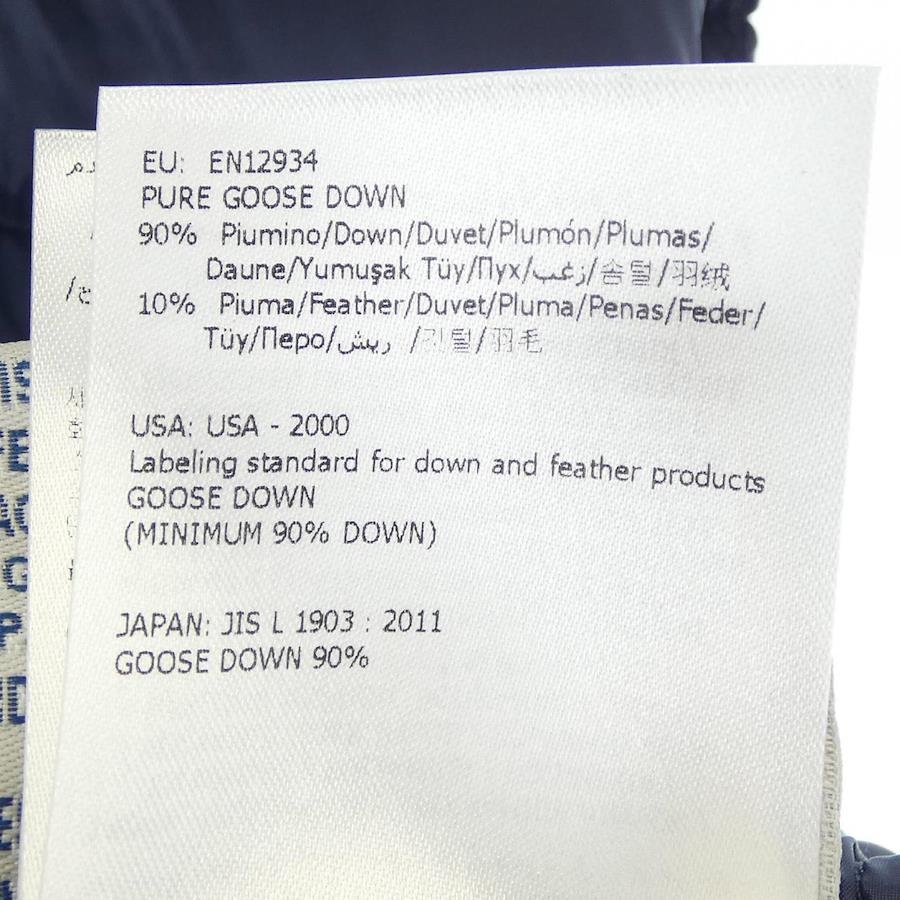 EU: EN12934
PURE GOOSE DOWN
90% Piumino/Down/Duvet/Plumón/Plumas/
Daune/Yumuşak Tüy/Пух/زغب/솜털/羽绒
10% Piuma/Feather/Duvet/Pluma/Penas/Feder/
Tüy/Перо/ريش /깃털/羽毛
USA: USA - 2000
Labeling standard for down and feather products
GOOSE DOWN
(MINIMUM 90% DOWN)
JAPAN: JIS L 1903 : 2011
GOOSE DOWN 90%